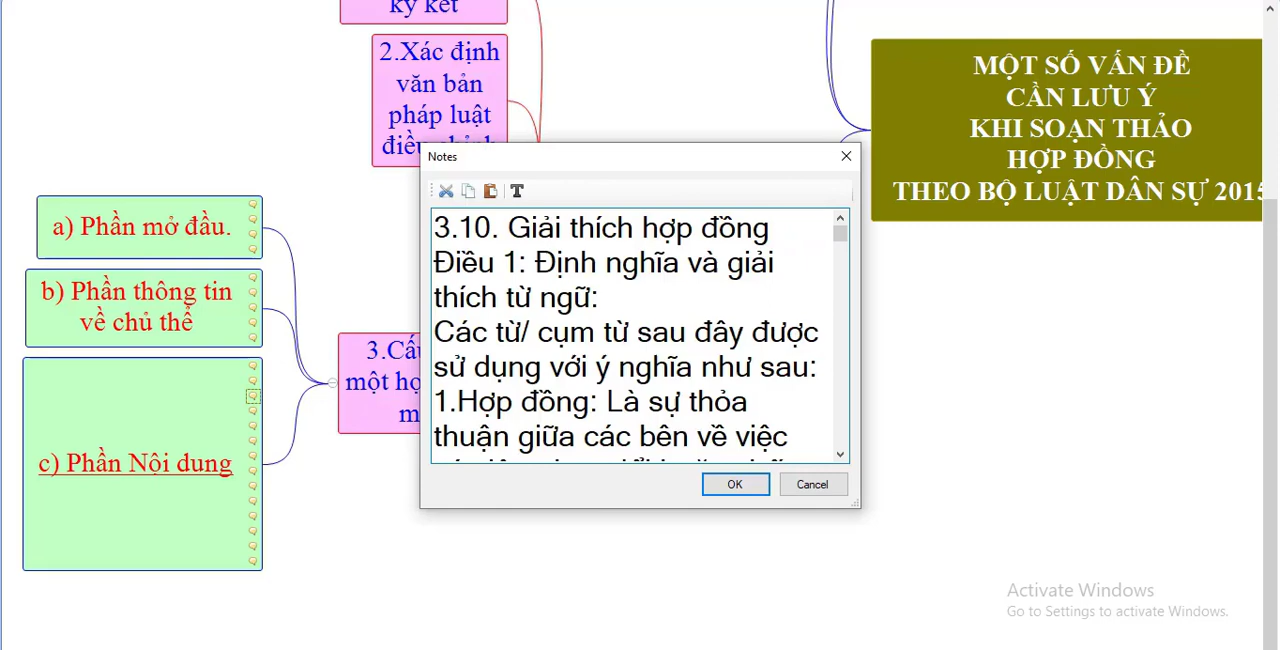 ký kết
2.Xác định
văn bản
pháp luật
MỘT SỐ VẤN ĐỀ
CẦN LƯU Ý
KHI SOẠN THẢO
HỢP ĐỒNG
THEO BỘ LUẬT DÂN SỰ 2015
a) Phần mở đầu.
b) Phần thông tin
về chủ thể
c) Phần Nội dung
một
Notes
T
3.10. Giải thích hợp đồng
Điều 1: Định nghĩa và giải
thích từ ngữ:
Các từ/ cụm từ sau đây được
sử dụng với ý nghĩa như sau:
1.Hợp đồng: Là sự thỏa
thuận giữa các bên về việc
OK
Cancel
Activate Windows
Go to Settings to activate Windows.